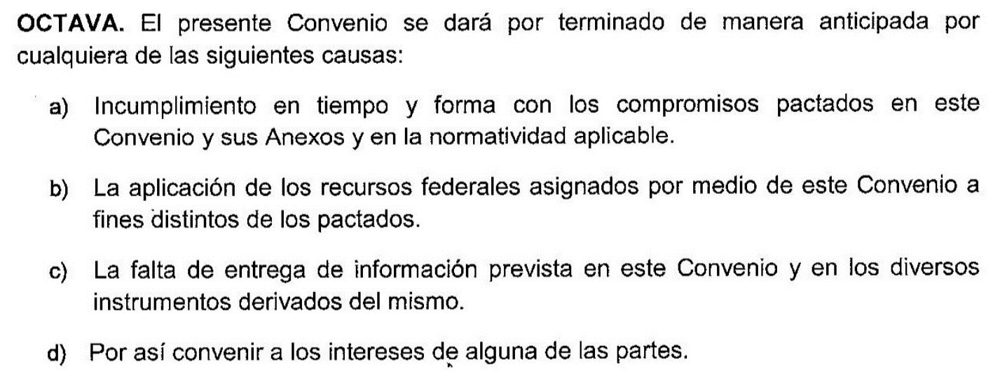 OCTAVA. El presente Convenio se dará por terminado de manera anticipada por
cualquiera de las siguientes causas:
a) Incumplimiento en tiempo y forma con los compromisos pactados en este
Convenio y sus Anexos y en la normatividad aplicable.
b) La aplicación de los recursos federales asignados por medio de este Convenio a
fines distintos de los pactados.
c) La falta de entrega de información prevista en este Convenio y en los diversos
instrumentos derivados del mismo.
d) Por así convenir a los intereses de alguna de las partes.